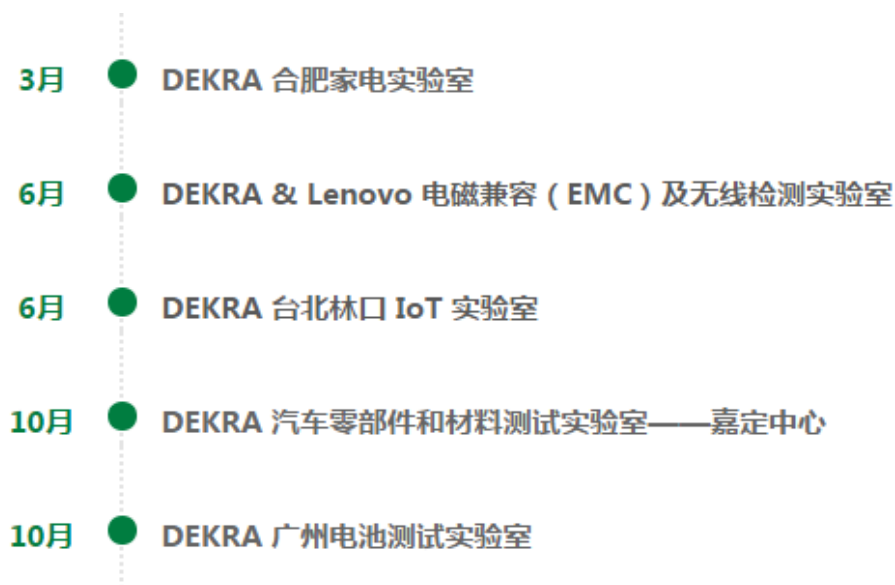 3月 DEKRA 合肥家电实验室
6月 DEKRA & Lenovo 电磁兼容（EMC）及无线检测实验室
6月 DEKRA 台北林口 IoT 实验室
10月 DEKRA 汽车零部件和材料测试实验室——嘉定中心
10月 DEKRA 广州电池测试实验室